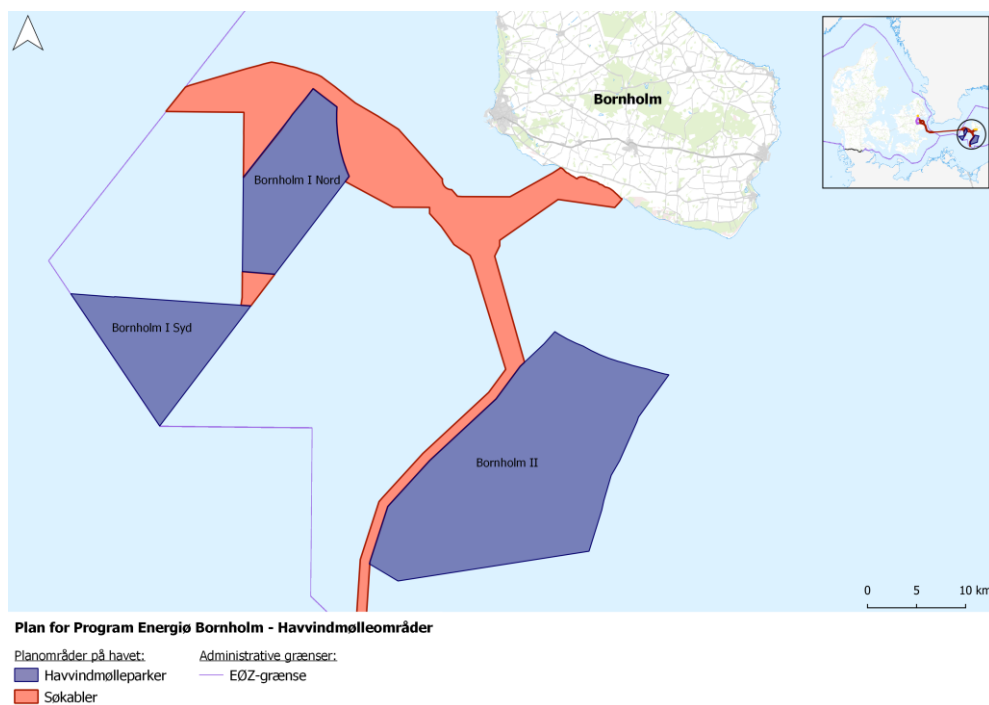 Bornholm
Bornholm I Nord
Bornholm I Syd
Bornholm II
0 5 10 km
Plan for Program Energiø Bornholm - Havvindmølleområder
Planområder på havet:
Havvindmølleparker
Søkabler
Administrative grænser:
EØZ-grænse